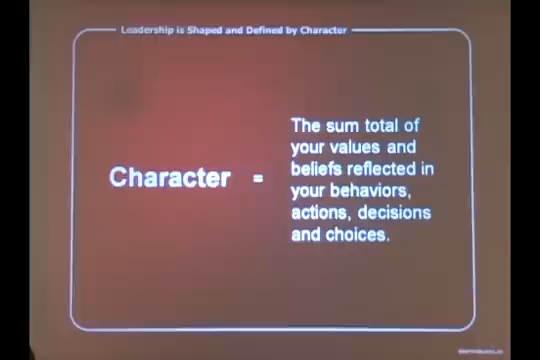 Leadership is Shaped and Defined by Character
Character =
The sum total of
your values and
beliefs reflected in
your behaviors,
actions, decisions
and choices.